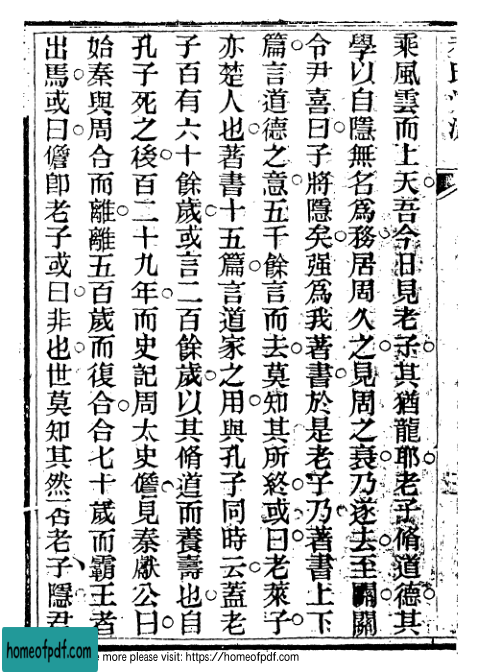 乘風雲而上天吾今日見老子其猶龍耶老子脩道德其
學以自隱無名爲務居周久之見周之衰乃遂去至關關
令尹喜曰子將隱矣强爲我著書於是老子乃著書上下
篇言道德之意五千餘言而去莫知其所終或曰老萊子
亦楚人也著書十五篇言道家之用與孔子同時云蓋老
子百有六十餘歲或言二百餘歲以其脩道而養壽也自
孔子死之後百二十九年而史記周太史儋見秦獻公曰
始秦與周合而離離五百歲而復合合七十歲而霸王者
出焉或曰儋卽老子或曰非也世莫知其然否老子隱君
homeofpdf.com
more please visit: https://homeofpdf.com